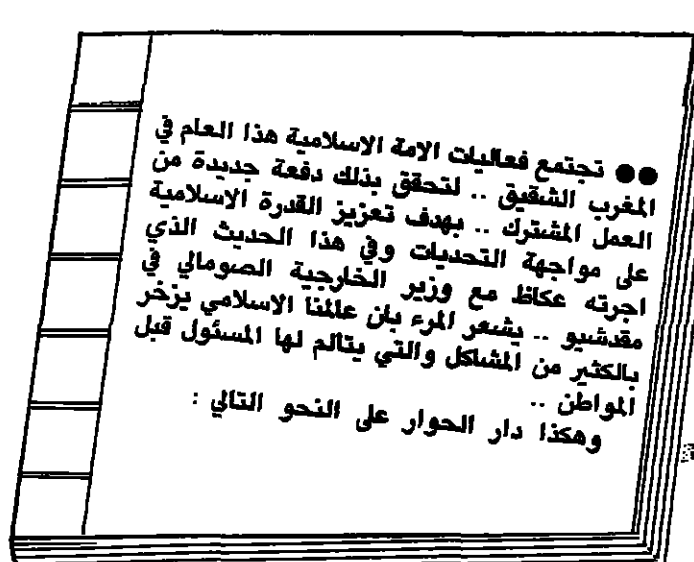 ●● تجتمع فعاليات الامة الاسلامية هذا العام في
المغرب الشقيق .. لتحقق بذلك دفعة جديدة من
العمل المشترك .. بهدف تعزيز القدرة الاسلامية
على مواجهة التحديات وفي هذا الحديث الذي
اجرته عكاظ مع وزير الخارجية الصومالي في
مقدشيو .. يشعر المرء بان عالمنا الاسلامي يزخر
بالكثير من المشاكل والتي يتالم لها المسئول قبل
المواطن ..
وهكذا دار الحوار على النحو التالي :